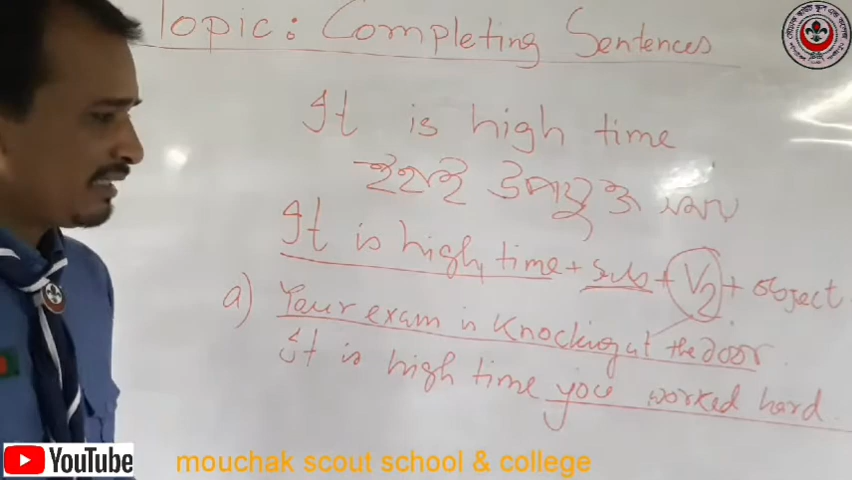 Topic: Completing Sentences
It is high time
ইহাই উপযুক্ত সময়
It is high time + sub + V2 + object
a) Your exam is knocking at the door.
It is high time you worked hard.
YouTube
mouchak scout school & college